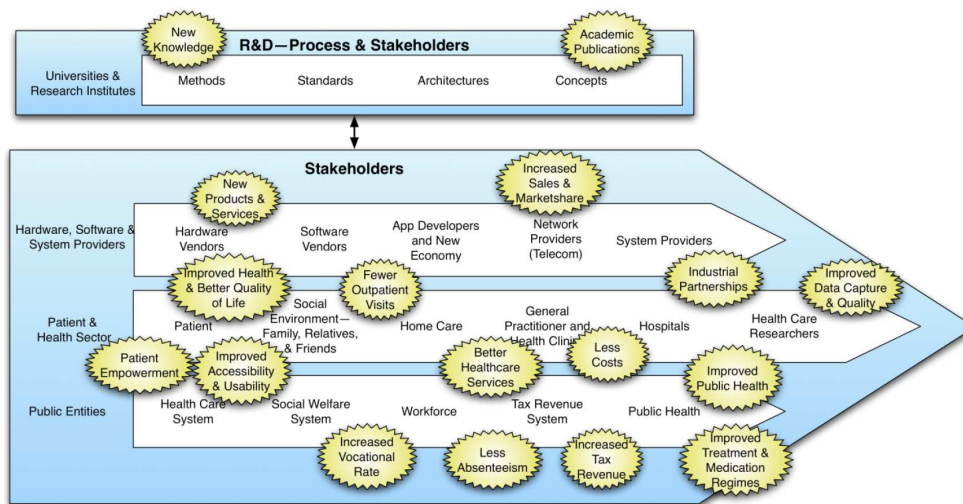 New
Knowledge
R&D—Process & Stakeholders
Academic
Publications
Universities &
Research Institutes
Methods
Standards
Architectures
Concepts
Stakeholders
New
Products &
Services
Increased
Sales &
Marketshare
Hardware, Software &
System Providers
Hardware
Vendors
Software
Vendors
App Developers
and New
Economy
Network
Providers
(Telecom)
System Providers
Improved Health
& Better Quality
of Life
Fewer
Outpatient
Visits
Industrial
Partnerships
Improved
Data Capture
& Quality
Patient &
Health Sector
Patient
Social
Environment—
Family, Relatives,
& Friends
Home Care
General
Practitioner and
Health Clinic
Hospitals
Health Care
Researchers
Patient
Empowerment
Improved
Accessibility
& Usability
Better
Healthcare
Services
Less
Costs
Improved
Public Health
Public Entities
Health Care
System
Social Welfare
System
Workforce
Tax Revenue
System
Public Health
Increased
Vocational
Rate
Less
Absenteeism
Increased
Tax
Revenue
Improved
Treatment &
Medication
Regimes